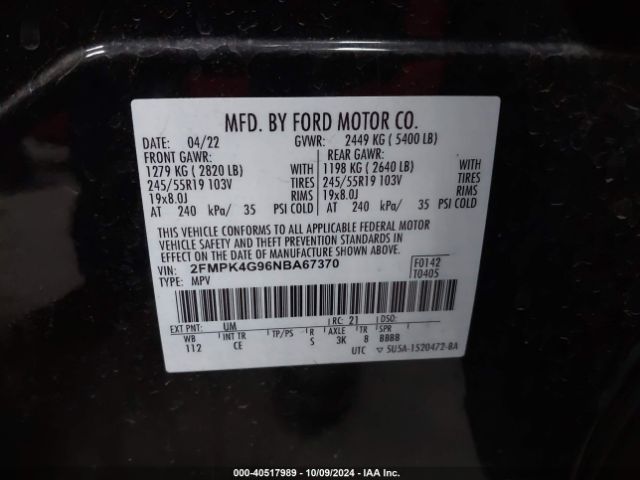 MFD. BY FORD MOTOR CO.
DATE: 04/22 GVWR: 2449 KG ( 5400 LB)
FRONT GAWR: REAR GAWR:
1279 KG ( 2820 LB) WITH 1198 KG ( 2640 LB) WITH
245/55R19 103V TIRES 245/55R19 103V TIRES
19x8.0J RIMS 19x8.0J RIMS
AT 240 kPa/ 35 PSI COLD AT 240 kPa/ 35 PSI COLD
THIS VEHICLE CONFORMS TO ALL APPLICABLE FEDERAL MOTOR
VEHICLE SAFETY AND THEFT PREVENTION STANDARDS IN
EFFECT ON THE DATE OF MANUFACTURE SHOWN ABOVE.
VIN: 2FMPK4G96NBA67370 F0142
TYPE: MPV T0405
EXT PNT: UM RC: 21 DSO:
WB INT TR TP/PS R AXLE TR SPR
112 CE S 3K 8 BBBB
UTC ▽ 5U5A-1520472-BA
000-40517989 - 10/09/2024 - IAA Inc.